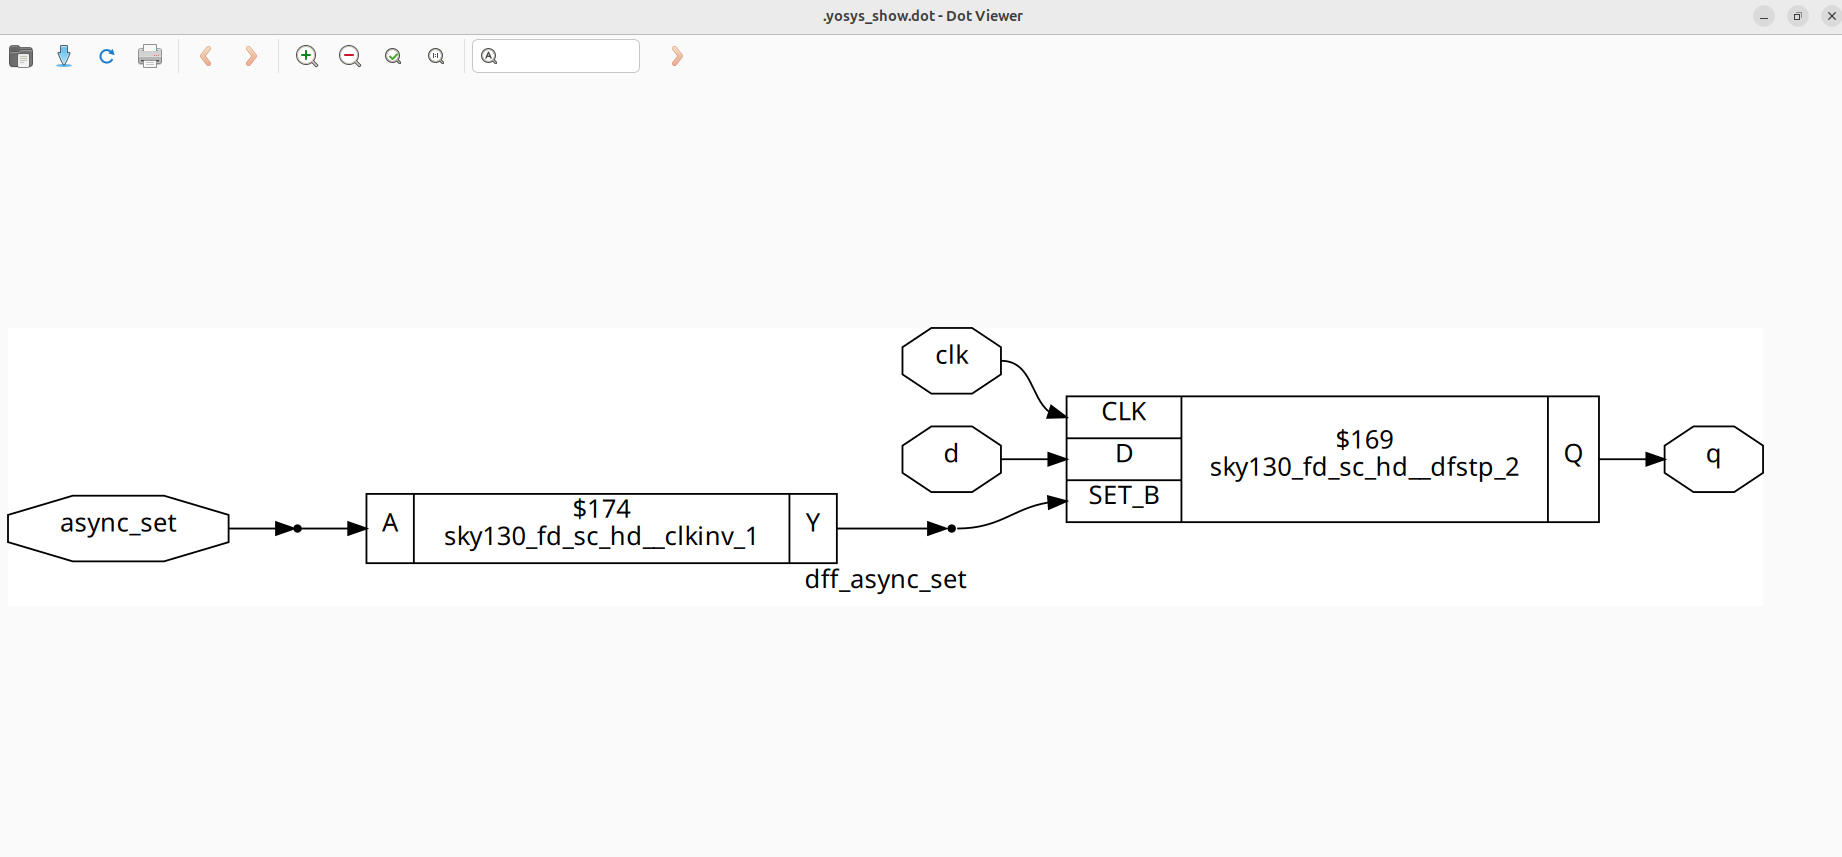 .yosys_show.dot - Dot Viewer
clk
d
async_set
A
$174
sky130_fd_sc_hd__clkinv_1
Y
CLK
D
SET_B
$169
sky130_fd_sc_hd__dfstp_2
Q
q
dff_async_set